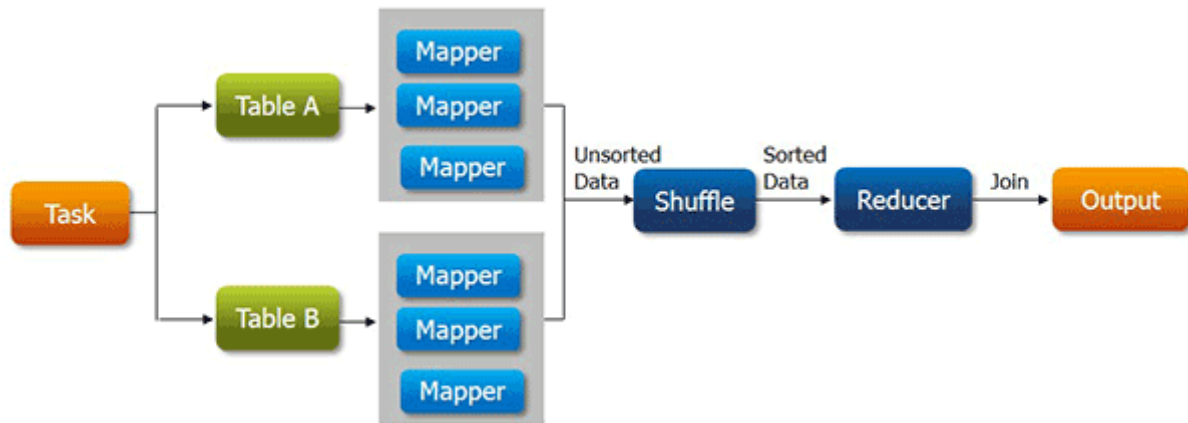 Task
Table A
Mapper
Mapper
Mapper
Table B
Mapper
Mapper
Mapper
Unsorted
Data
Shuffle
Sorted
Data
Reducer
Join
Output